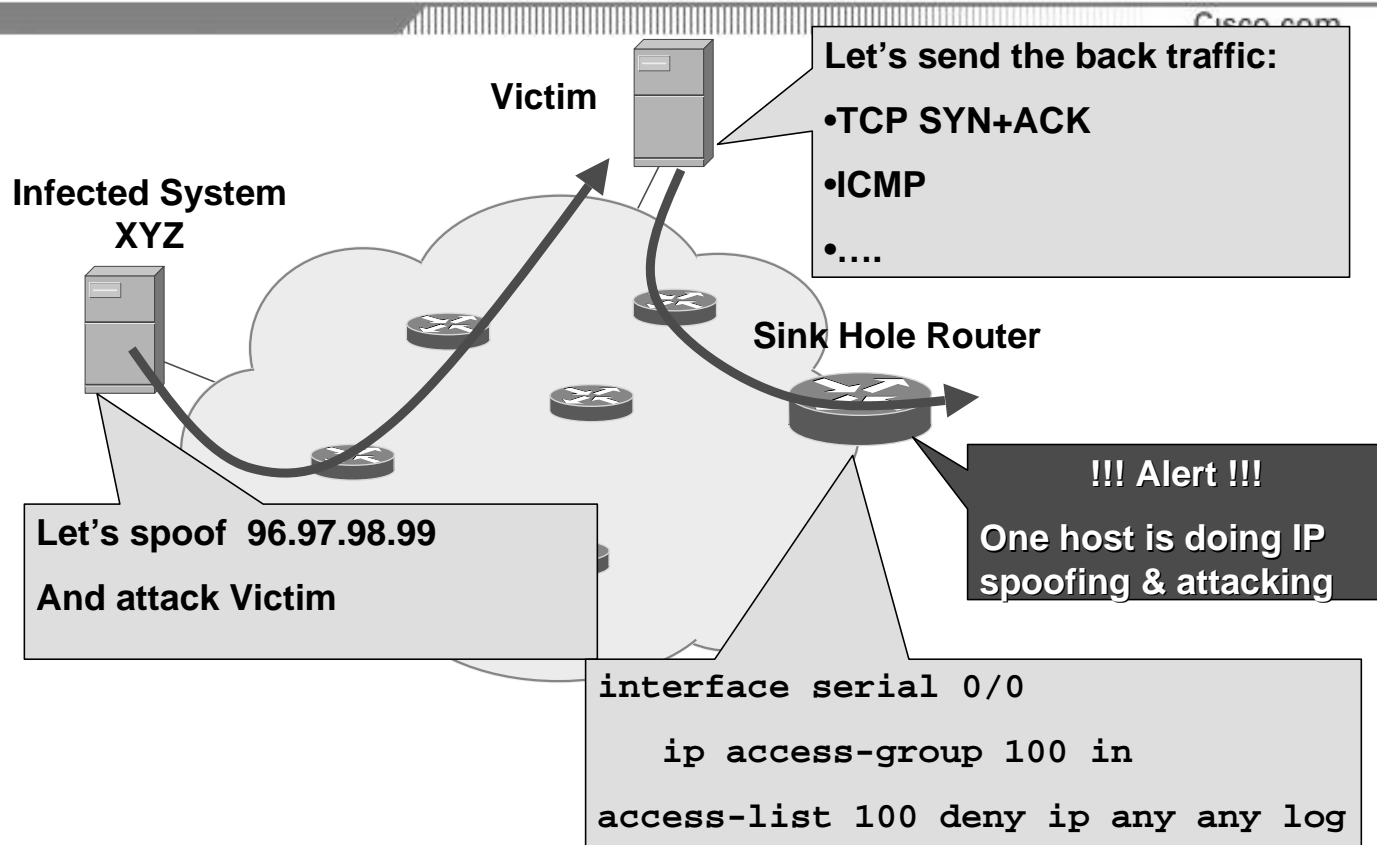 Cisco.com
Victim
Let’s send the back traffic:
•TCP SYN+ACK
•ICMP
•….
Infected System
XYZ
Sink Hole Router
!!! Alert !!!
One host is doing IP
spoofing & attacking
Let’s spoof  96.97.98.99
And attack Victim
interface serial 0/0
   ip access-group 100 in
access-list 100 deny ip any any log